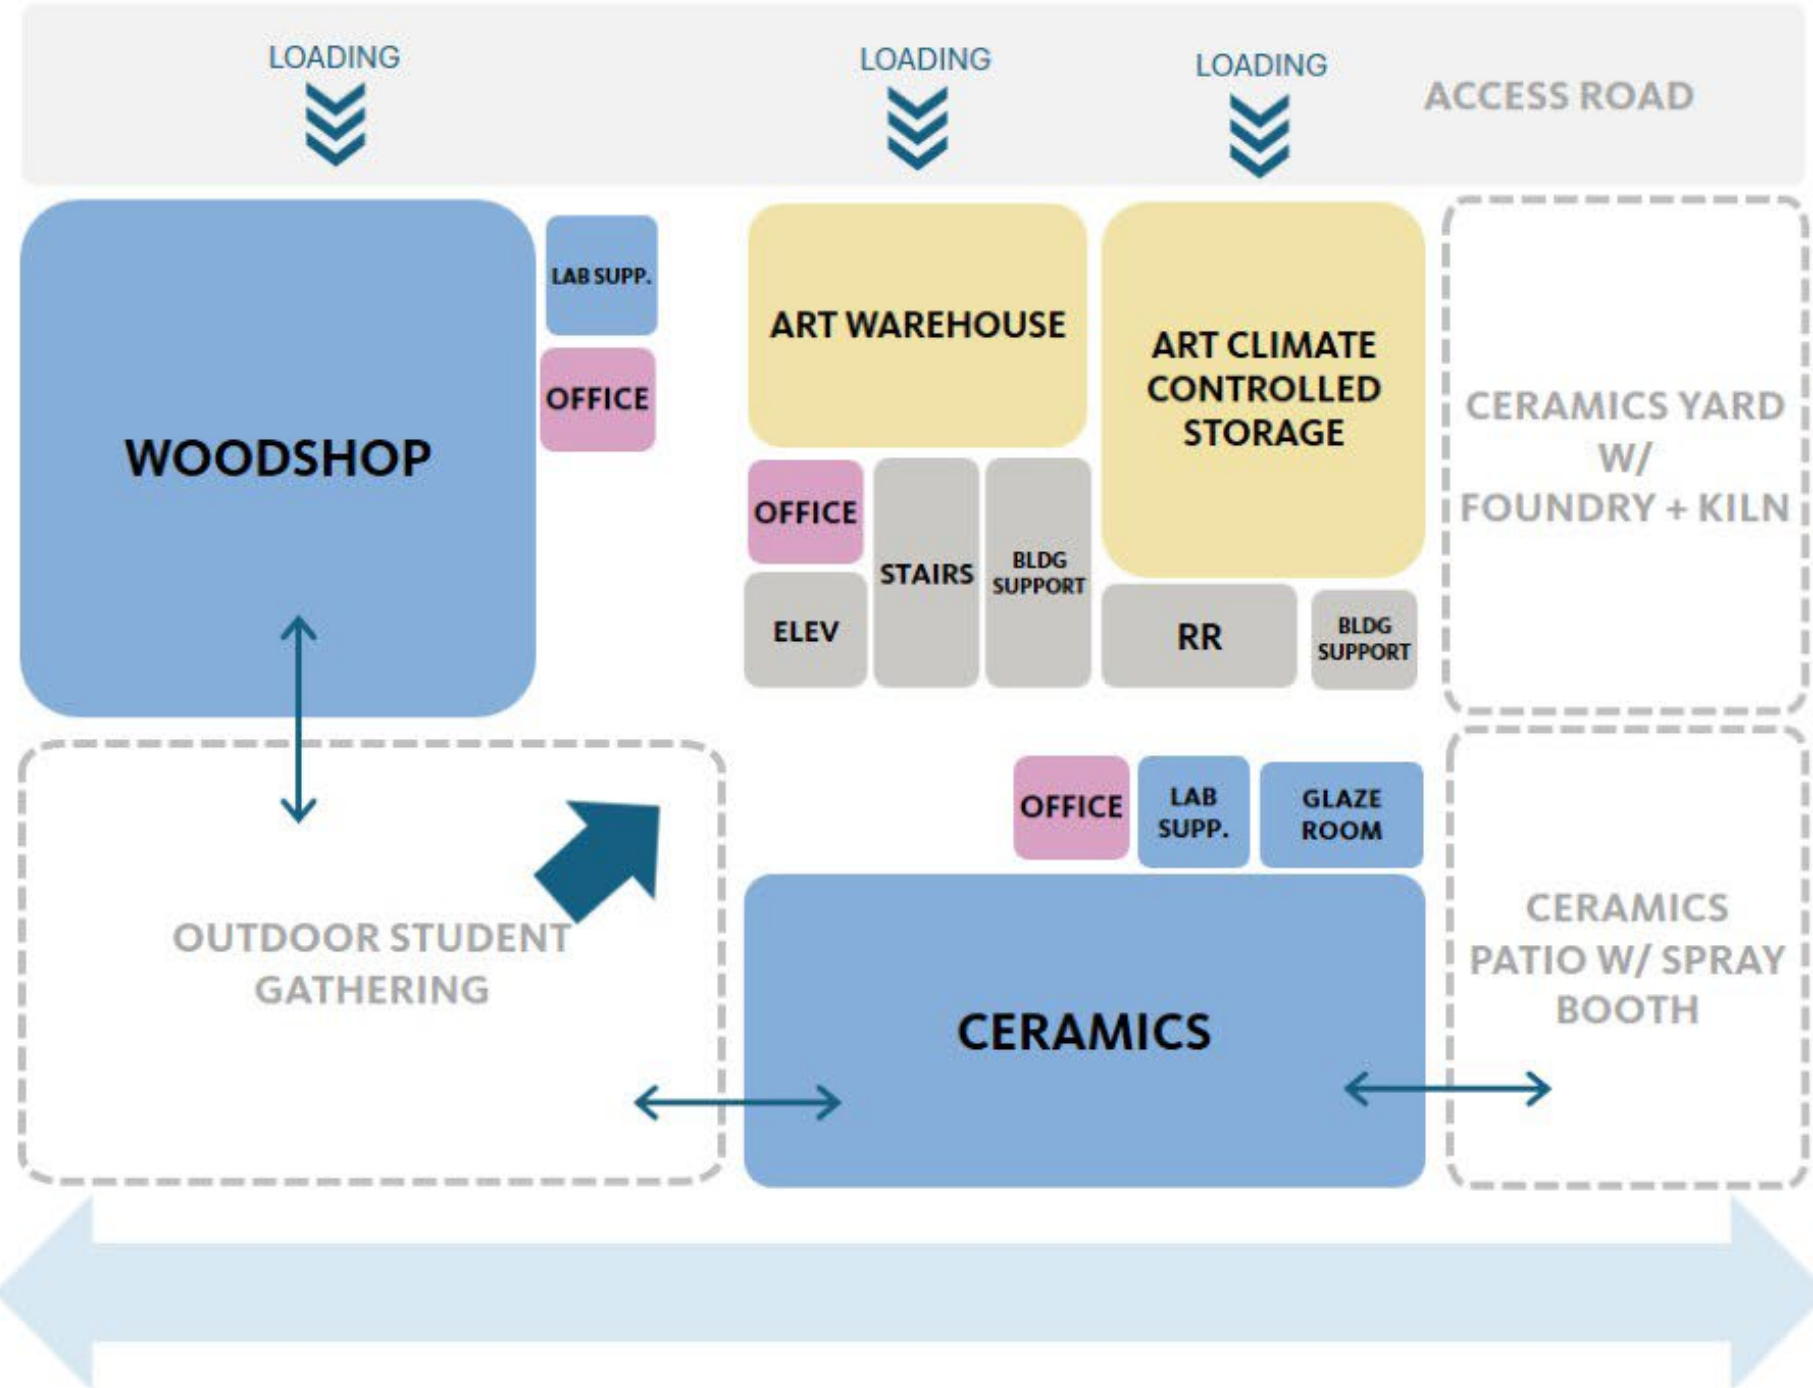 LOADING
LOADING
LOADING
ACCESS ROAD
WOODSHOP
LAB SUPP.
OFFICE
ART WAREHOUSE
ART CLIMATE
CONTROLLED
STORAGE
CERAMICS YARD
W/
FOUNDRY + KILN
OFFICE
ELEV
STAIRS
BLDG
SUPPORT
RR
BLDG
SUPPORT
OUTDOOR STUDENT
GATHERING
OFFICE
LAB
SUPP.
GLAZE
ROOM
CERAMICS
CERAMICS
PATIO W/ SPRAY
BOOTH